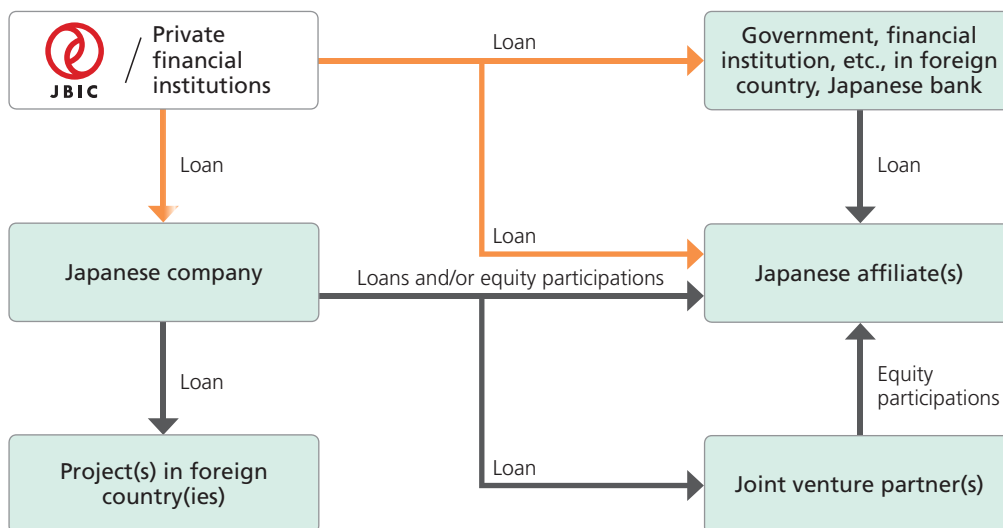 JBIC
Private
financial
institutions
Loan
Government, financial
institution, etc., in foreign
country, Japanese bank
Loan
Loan
Loan
Japanese company
Loans and/or equity participations
Japanese affiliate(s)
Loan
Equity
participations
Project(s) in foreign
country(ies)
Loan
Joint venture partner(s)